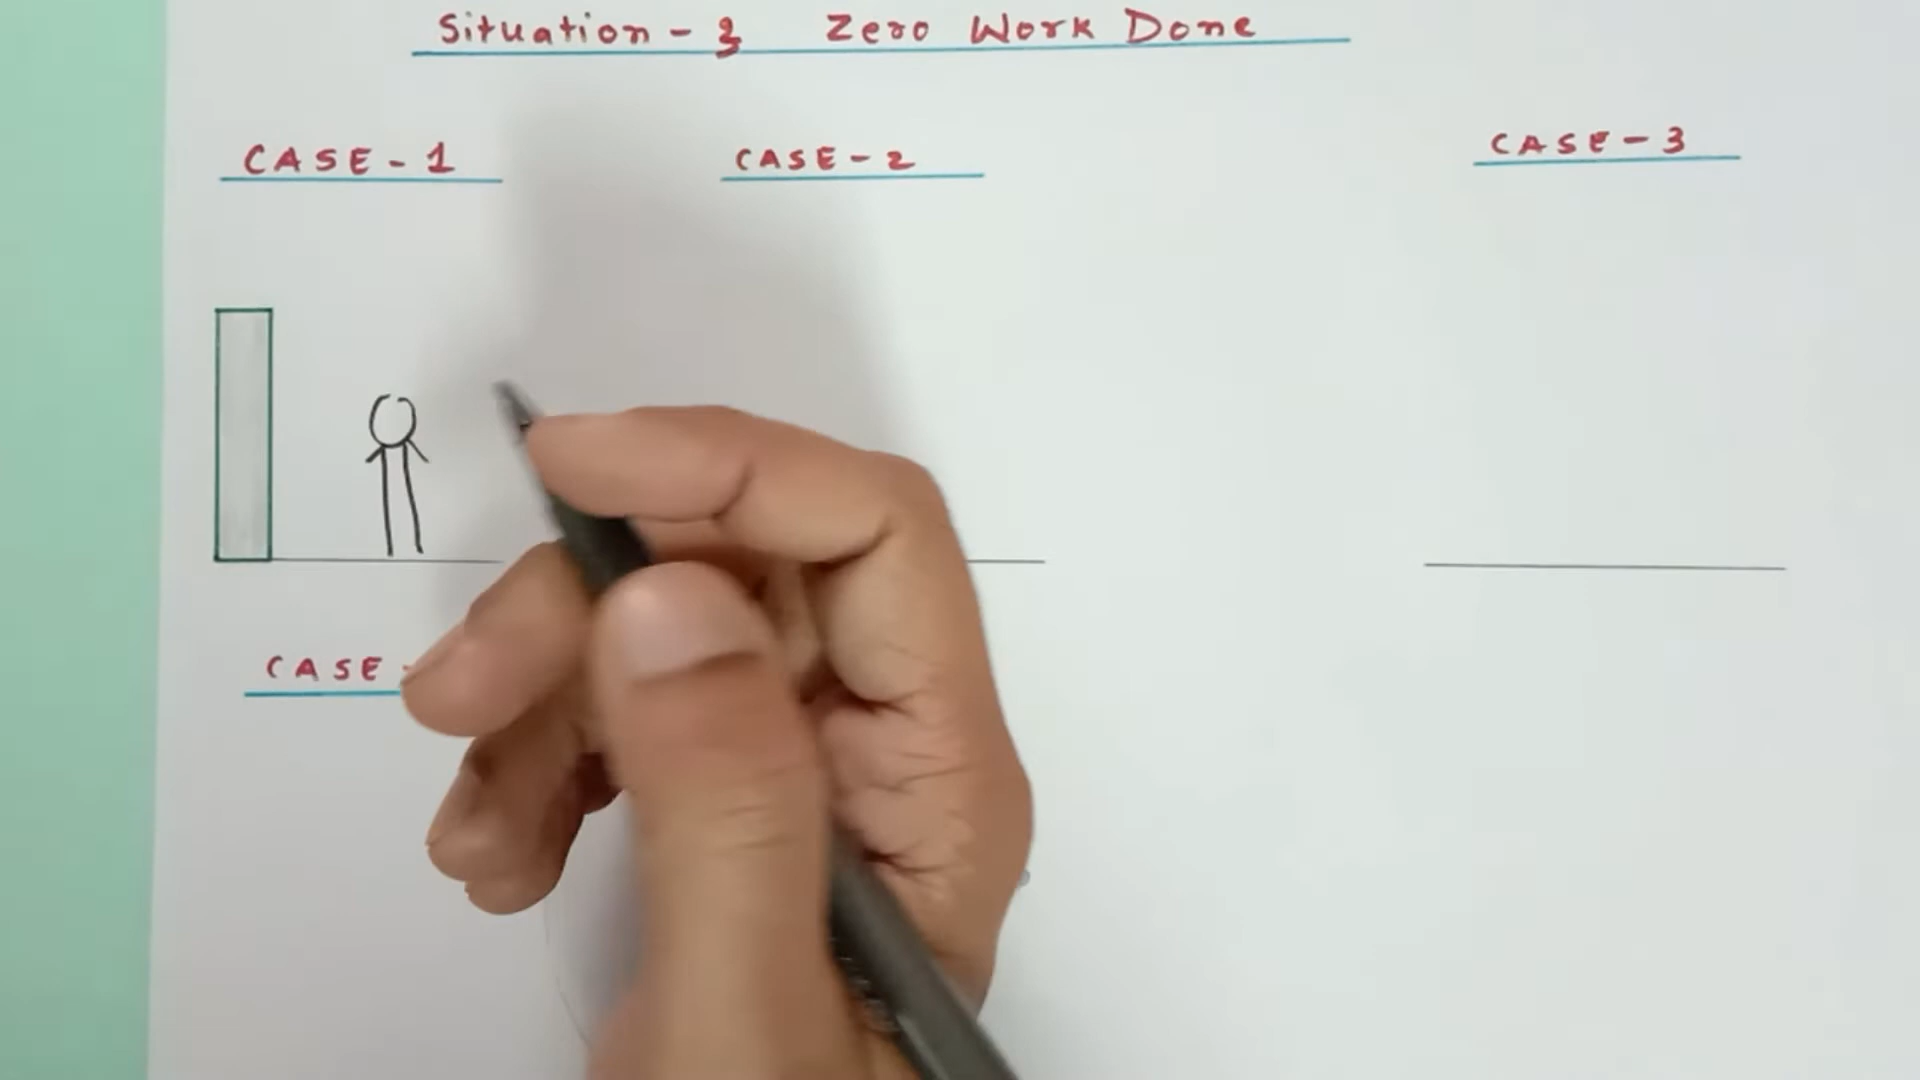 Situation - 3 Zero Work Done
CASE - 1
CASE - 2
CASE - 3
CASE